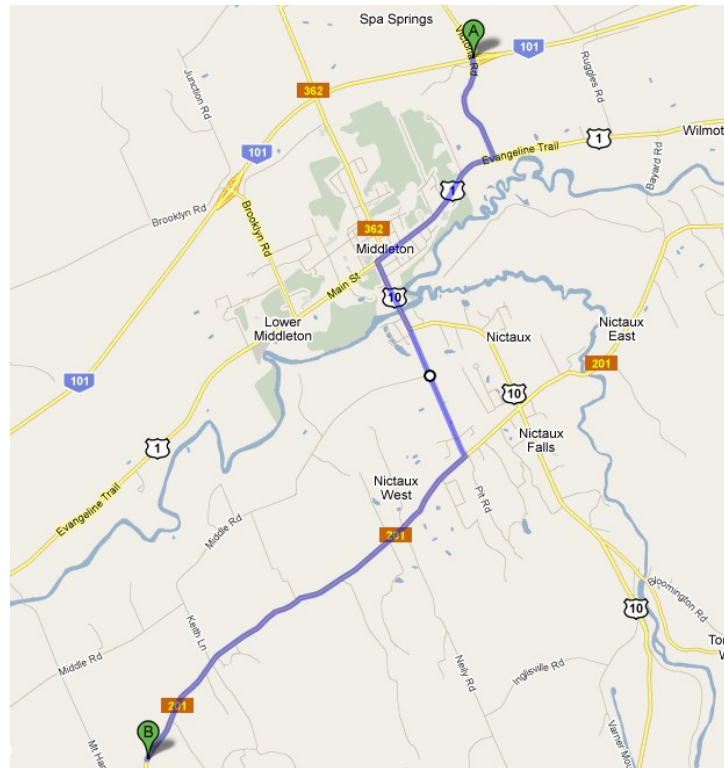 Spa Springs
A
Victoria Rd
101
Junction Rd
Ruggles Rd
362
Evangeline Trail
1
Wilmot
101
Bayard Rd
1
Brooklyn Rd
Brooklyn Rd
362
Middleton
Main St
10
Lower
Middleton
Nictaux
Nictaux
East
201
101
10
1
Nictaux
Falls
Evangeline Trail
Nictaux
West
Pit Rd
Middle Rd
201
Bloomington Rd
10
Keith Ln
Middle Rd
Neily Rd
Inglisville Rd
201
B